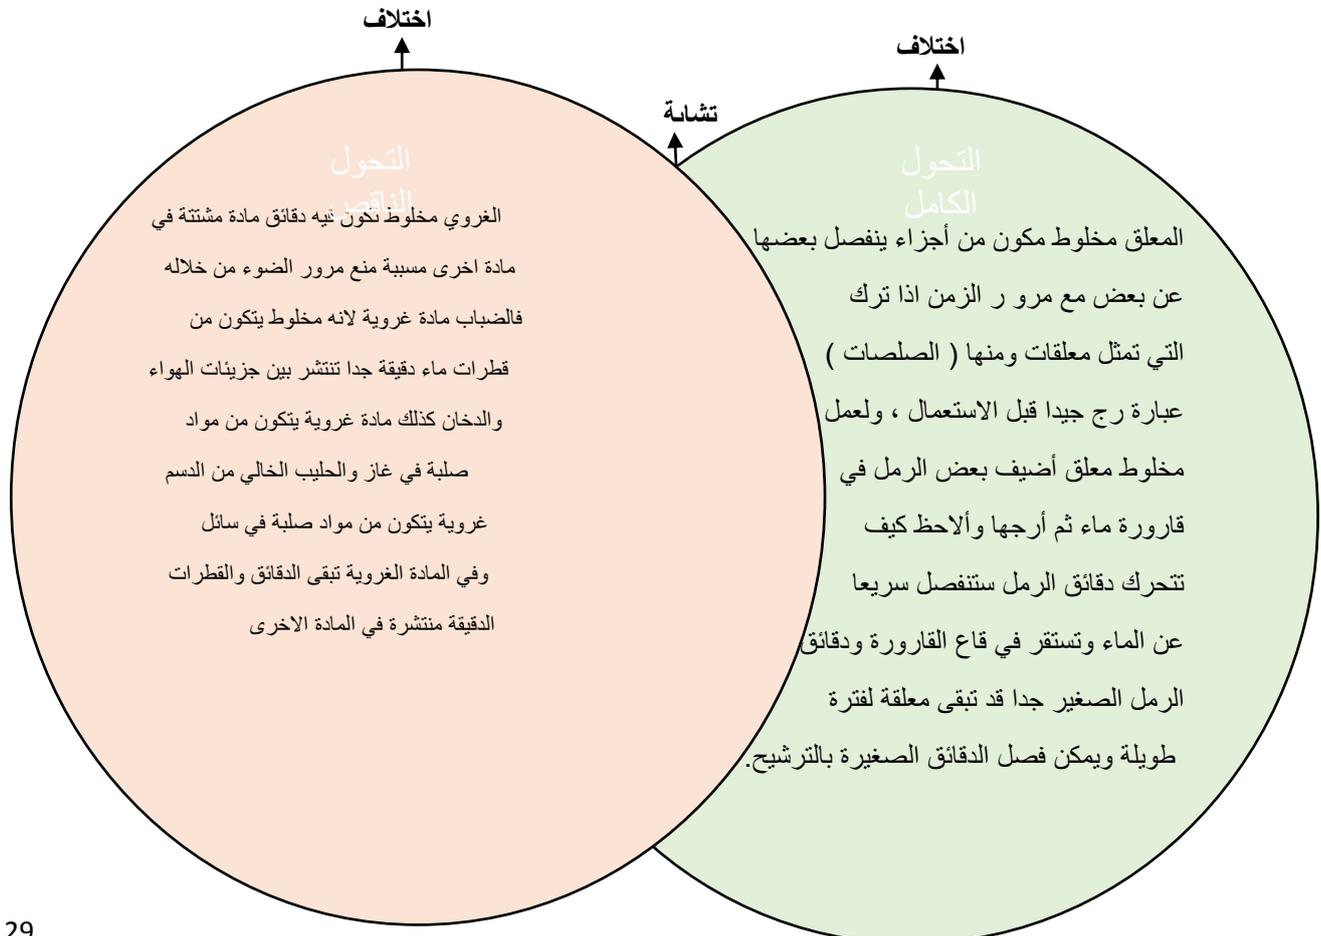 اختلاف
اختلاف
تشابة
التحول
الكامل
المعلق مخلوط مكون من أجزاء ينفصل بعضها
عن بعض مع مرو ر الزمن اذا ترك
التي تمثل معلقات ومنها ( الصلصات )
عبارة رج جيدا قبل الاستعمال ، ولعمل
مخلوط معلق أضيف بعض الرمل في
قارورة ماء ثم أرجها وألاحظ كيف
تتحرك دقائق الرمل ستنفصل سريعا
عن الماء وتستقر في قاع القارورة ودقائق
الرمل الصغير جدا قد تبقى معلقة لفترة
طويلة ويمكن فصل الدقائق الصغيرة بالترشيح.
التحول
الناقص
الغروي مخلوط تكون فيه دقائق مادة مشتتة في
مادة اخرى مسببة منع مرور الضوء من خلاله
فالضباب مادة غروية لانه مخلوط يتكون من
قطرات ماء دقيقة جدا تنتشر بين جزيئات الهواء
والدخان كذلك مادة غروية يتكون من مواد
صلبة في غاز والحليب الخالي من الدسم
غروية يتكون من مواد صلبة في سائل
وفي المادة الغروية تبقى الدقائق والقطرات
الدقيقة منتشرة في المادة الاخرى
29